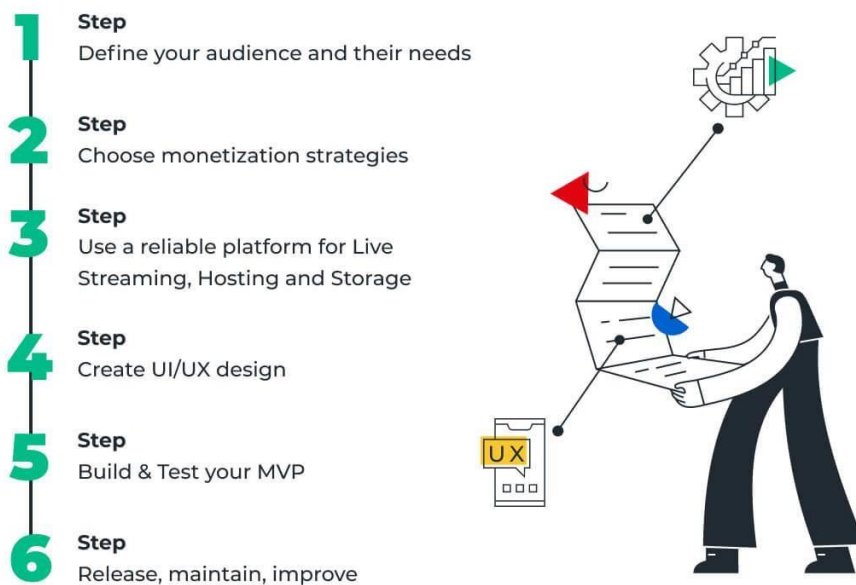 1
Step
Define your audience and their needs
2
Step
Choose monetization strategies
3
Step
Use a reliable platform for Live
Streaming, Hosting and Storage
4
Step
Create UI/UX design
5
Step
Build & Test your MVP
6
Step
Release, maintain, improve
UX